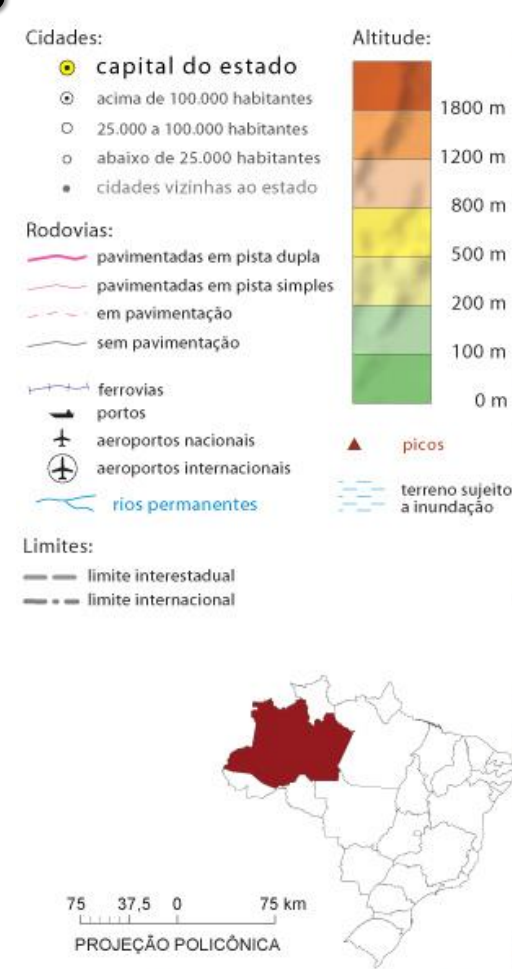 Cidades:
capital do estado
acima de 100.000 habitantes
25.000 a 100.000 habitantes
abaixo de 25.000 habitantes
cidades vizinhas ao estado
Rodovias:
pavimentadas em pista dupla
pavimentadas em pista simples
em pavimentação
sem pavimentação
ferrovias
portos
aeroportos nacionais
aeroportos internacionais
rios permanentes
Limites:
limite interestadual
limite internacional
Altitude:
1800 m
1200 m
800 m
500 m
200 m
100 m
0 m
picos
terreno sujeito
a inundação
75 37,5 0 75 km
PROJEÇÃO POLICÔNICA